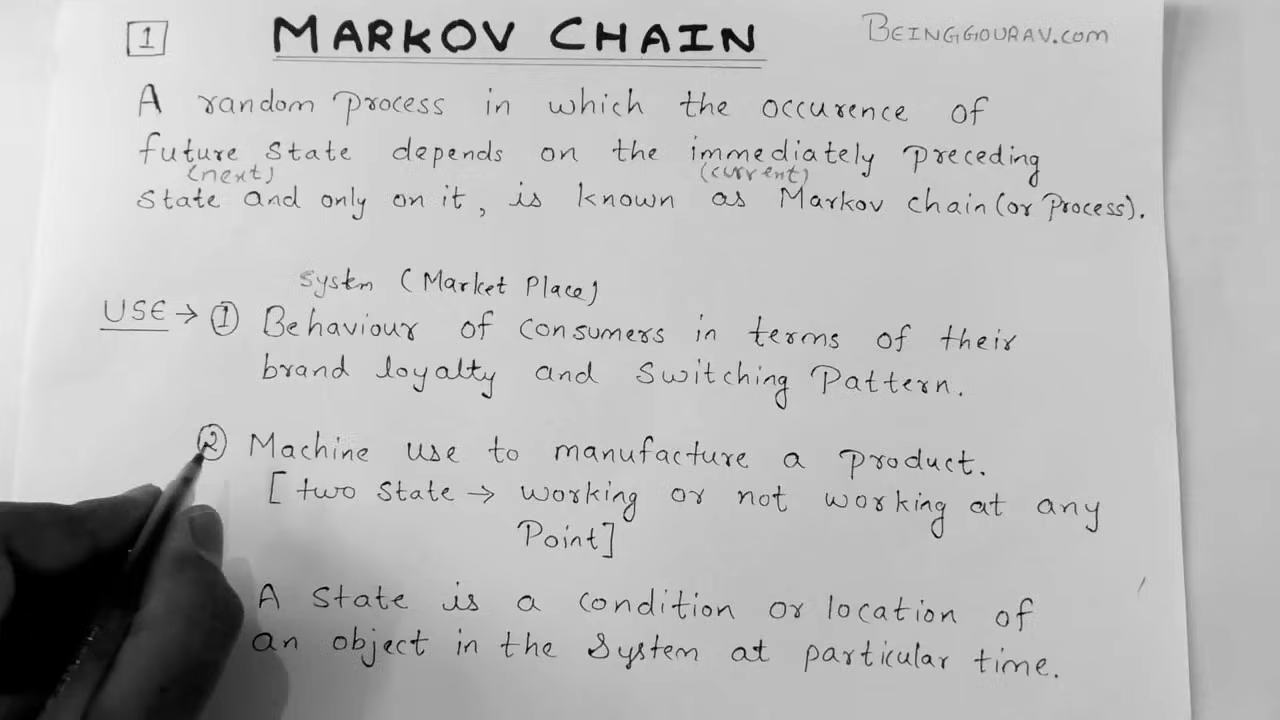 1 MARKOV CHAIN BEINGGOURAV.com
A random process in which the occurence of
future state depends on the immediately preceding
(next) (current)
state and only on it, is known as Markov chain (or Process).
system (Market Place)
USE → ① Behaviour of consumers in terms of their
brand loyalty and switching Pattern.
② Machine use to manufacture a product.
[two state → working or not working at any
Point]
A state is a condition or location of
an object in the system at particular time.